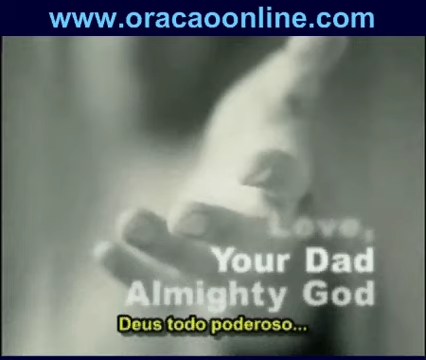 www.oracaoonline.com
Love,
Your Dad
Almighty God
Deus todo poderoso...